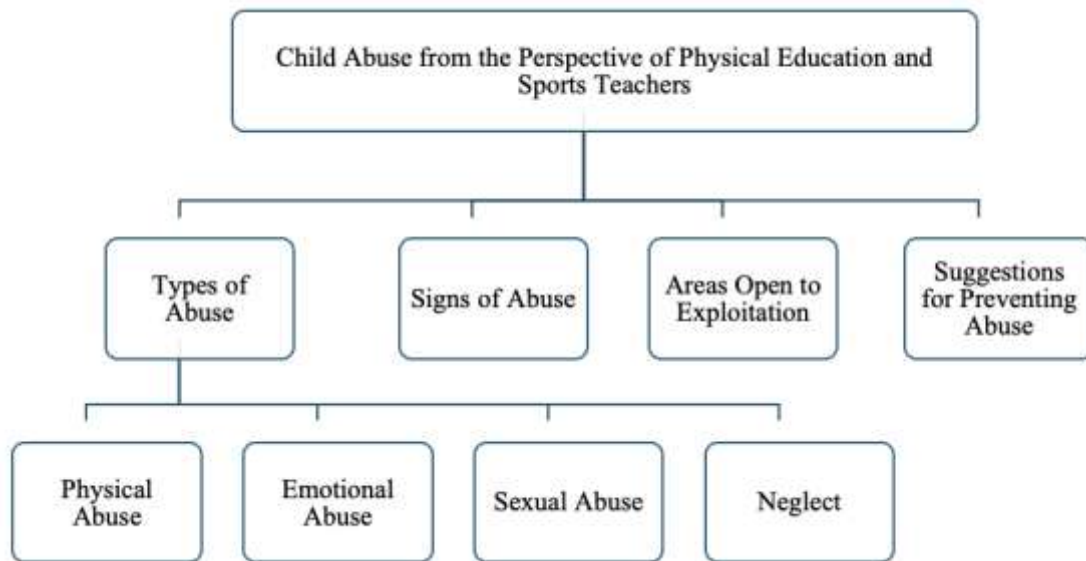 Child Abuse from the Perspective of Physical Education and
Sports Teachers
Types of
Abuse
Signs of Abuse
Areas Open to
Exploitation
Suggestions
for Preventing
Abuse
Physical
Abuse
Emotional
Abuse
Sexual Abuse
Neglect